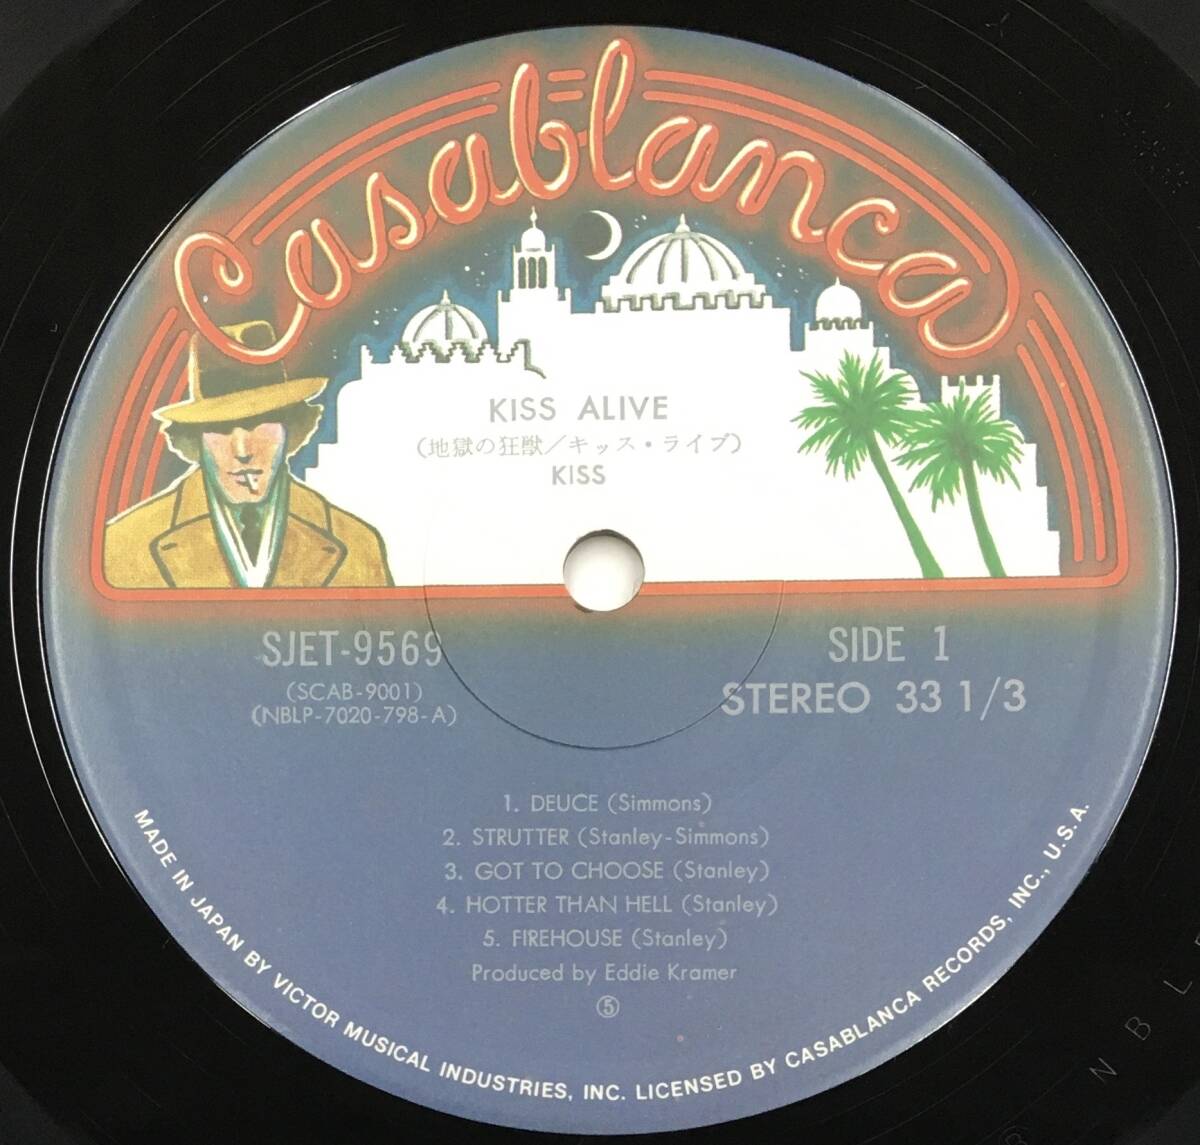 Casablanca
KISS ALIVE
(地獄の狂獣/キッス・ライブ)
KISS
SJET-9569
(SCAB-9001)
(NBLP-7020-798-A)
SIDE 1
STEREO 33 1/3
1. DEUCE (Simmons)
2. STRUTTER (Stanley-Simmons)
3. GOT TO CHOOSE (Stanley)
4. HOTTER THAN HELL (Stanley)
5. FIREHOUSE (Stanley)
Produced by Eddie Kramer
⑤
MADE IN JAPAN BY VICTOR MUSICAL INDUSTRIES, INC. LICENSED BY CASABLANCA RECORDS, INC., U.S.A.
N B L